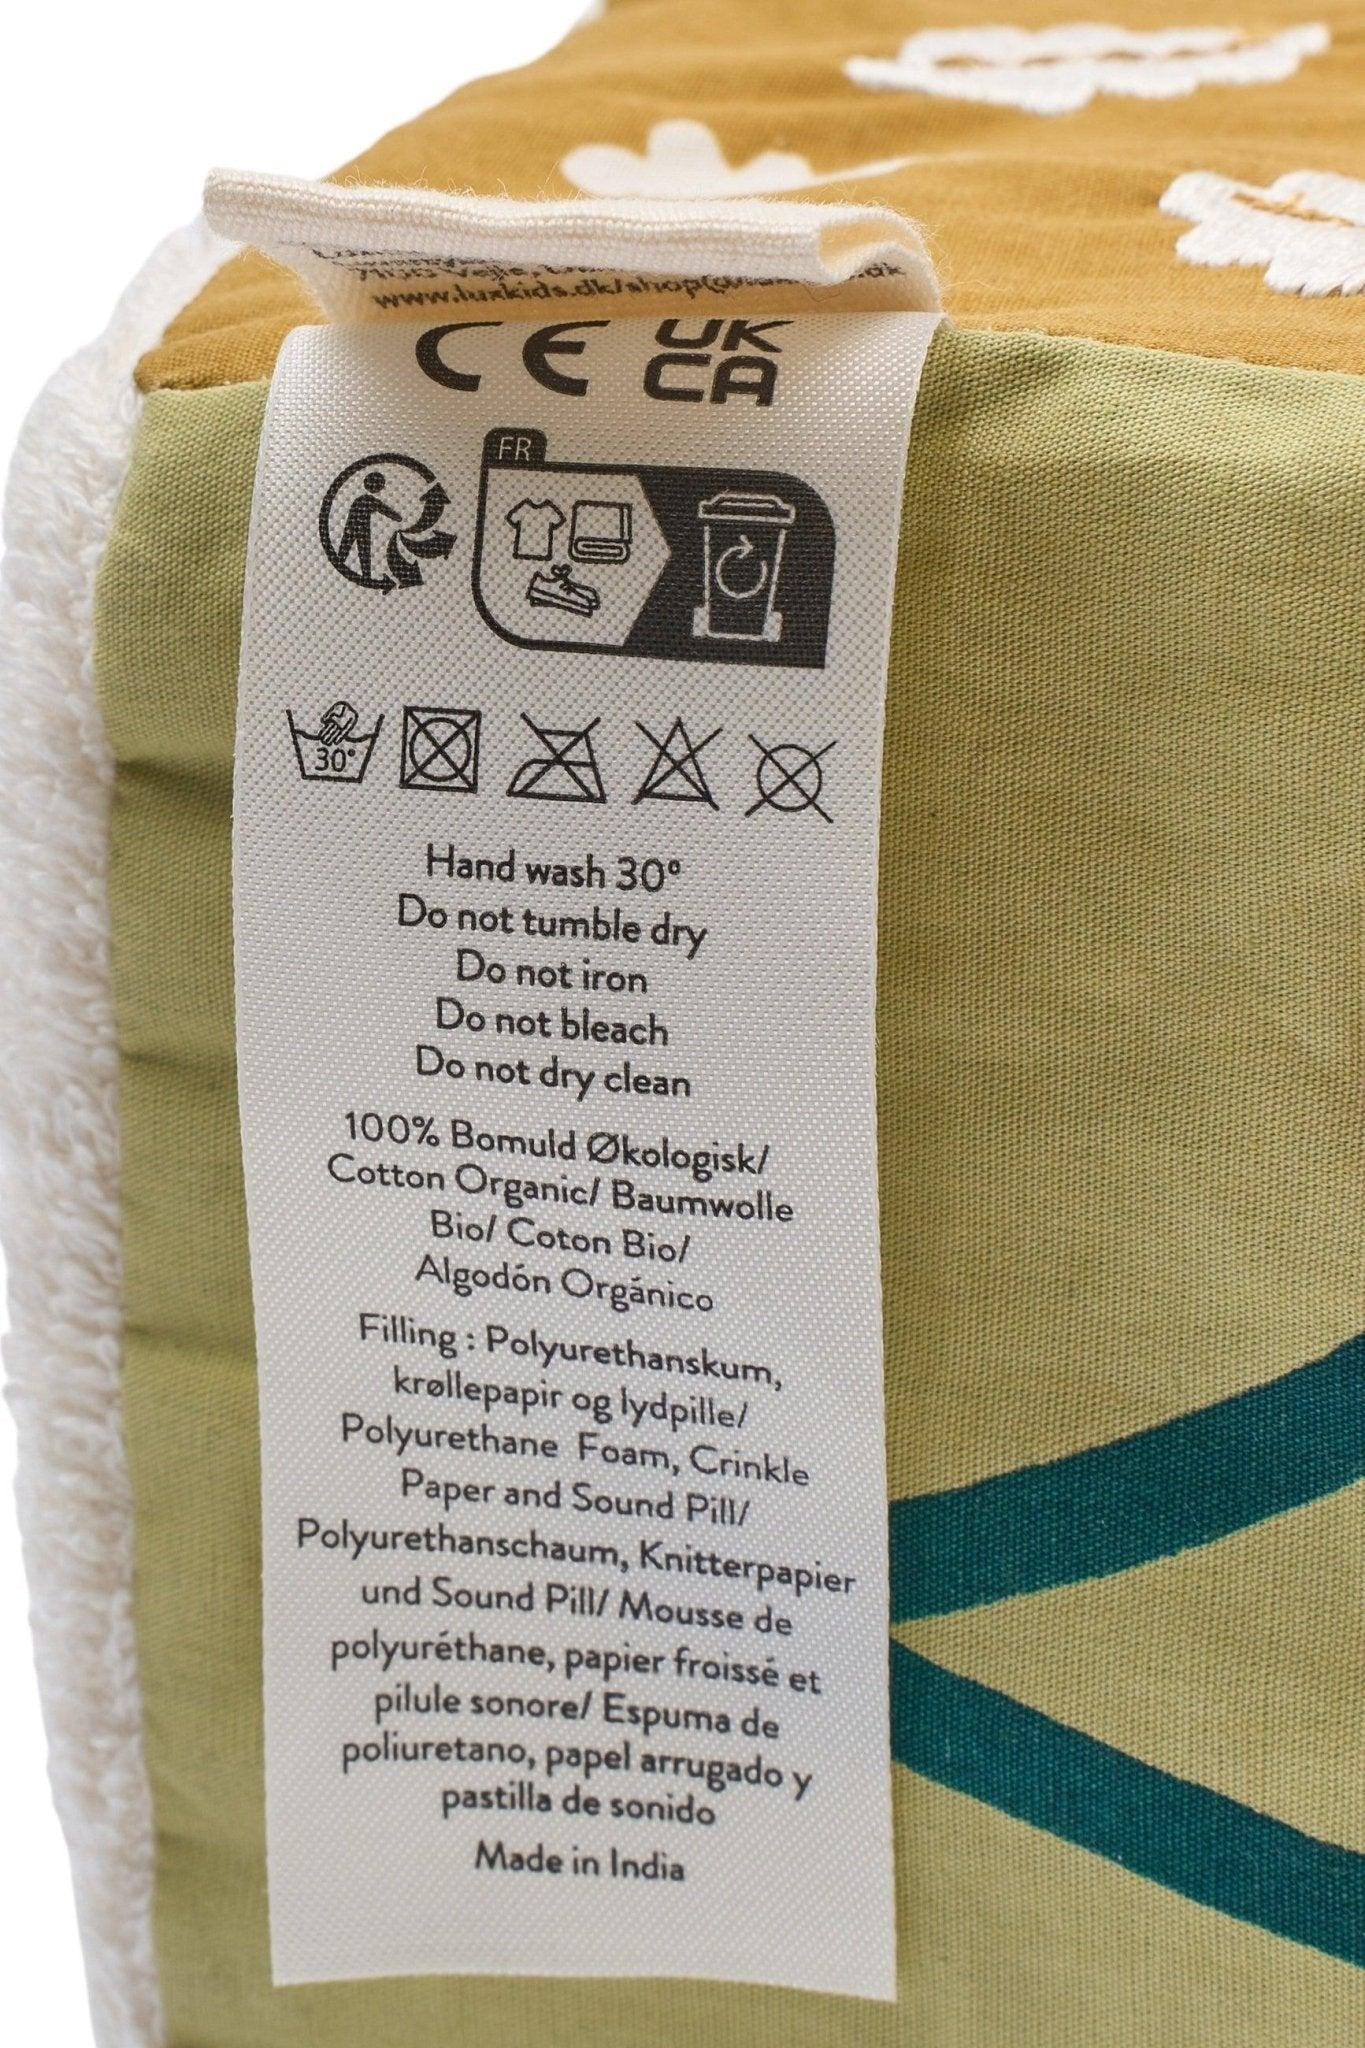 www.luxkids.dk/shop
CE
UK
CA
FR
30°
Hand wash 30°
Do not tumble dry
Do not iron
Do not bleach
Do not dry clean
100% Bomuld Økologisk/
Cotton Organic/ Baumwolle
Bio/ Coton Bio/
Algodón Orgánico
Filling : Polyurethanskum,
krøllepapir og lydpille/
Polyurethane Foam, Crinkle
Paper and Sound Pill/
Polyurethanschaum, Knitterpapier
und Sound Pill/ Mousse de
polyuréthane, papier froissé et
pilule sonore/ Espuma de
poliuretano, papel arrugado y
pastilla de sonido
Made in India